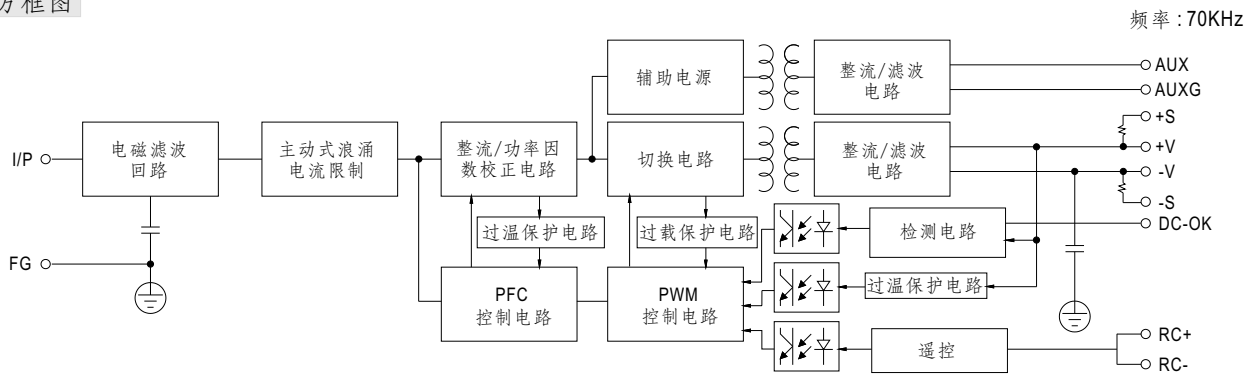 方框图
频率:70KHz
辅助电源
整流/滤波
电路
AUX
AUXG
+S
I/P
电磁滤波
回路
主动式浪涌
电流限制
整流/功率因
数校正电路
切换电路
整流/滤波
电路
+V
-V
-S
过温保护电路
过载保护电路
检测电路
DC-OK
FG
PFC
控制电路
PWM
控制电路
过温保护电路
遥控
RC+
RC-